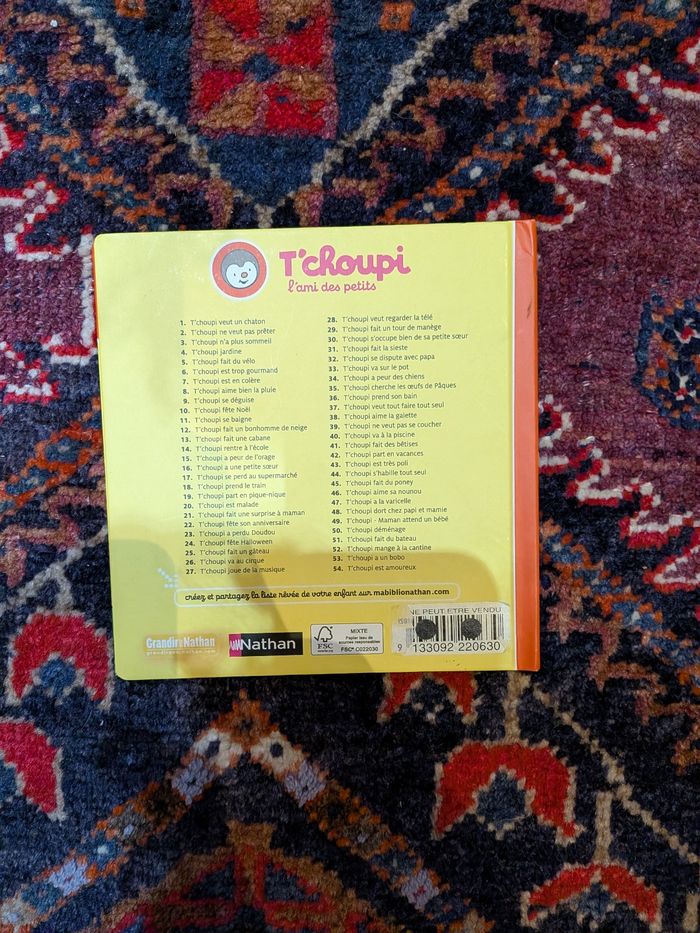 T'choupi
l'ami des petits
1. T'choupi veut un chaton
2. T'choupi ne veut pas prêter
3. T'choupi n'a plus sommeil
4. T'choupi jardine
5. T'choupi fait du vélo
6. T'choupi est trop gourmand
7. T'choupi est en colère
8. T'choupi aime bien la pluie
9. T'choupi se déguise
10. T'choupi fête Noël
11. T'choupi se baigne
12. T'choupi fait un bonhomme de neige
13. T'choupi fait une cabane
14. T'choupi rentre à l'école
15. T'choupi a peur de l'orage
16. T'choupi a une petite sœur
17. T'choupi se perd au supermarché
18. T'choupi prend le train
19. T'choupi part en pique-nique
20. T'choupi est malade
21. T'choupi fait une surprise à maman
22. T'choupi fête son anniversaire
23. T'choupi a perdu Doudou
24. T'choupi fête Halloween
25. T'choupi fait un gâteau
26. T'choupi va au cirque
27. T'choupi joue de la musique
28. T'choupi veut regarder la télé
29. T'choupi fait un tour de manège
30. T'choupi s'occupe bien de sa petite sœur
31. T'choupi fait la sieste
32. T'choupi se dispute avec papa
33. T'choupi va sur le pot
34. T'choupi a peur des chiens
35. T'choupi cherche les œufs de Pâques
36. T'choupi prend son bain
37. T'choupi veut tout faire tout seul
38. T'choupi aime la galette
39. T'choupi ne veut pas se coucher
40. T'choupi va à la piscine
41. T'choupi fait des bêtises
42. T'choupi part en vacances
43. T'choupi est très poli
44. T'choupi s'habille tout seul
45. T'choupi fait du poney
46. T'choupi aime sa nounou
47. T'choupi a la varicelle
48. T'choupi dort chez papi et mamie
49. T'choupi - Maman attend un bébé
50. T'choupi déménage
51. T'choupi fait du bateau
52. T'choupi mange à la cantine
53. T'choupi a un bobo
54. T'choupi est amoureux
créez et partagez la liste rêvée de votre enfant sur mabiblionathan.com
Grandir Nathan
grandiravecnathan.com
Nathan
FSC
MIXTE
Papier issu de
sources responsables
FSC® C022030
NE PEUT ETRE VENDU
ISBN
9 133092 220630